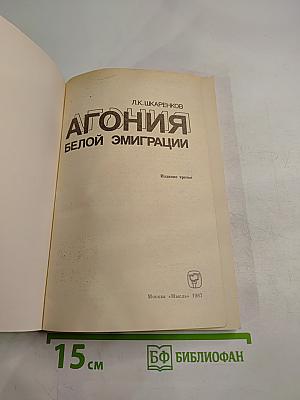 Л.К.ШКАРЕНКОВ
АГОНИЯ
БЕЛОЙ ЭМИГРАЦИИ
Издание третье
Москва «Мысль» 1987
15 см
БФ БИБЛИОФАН